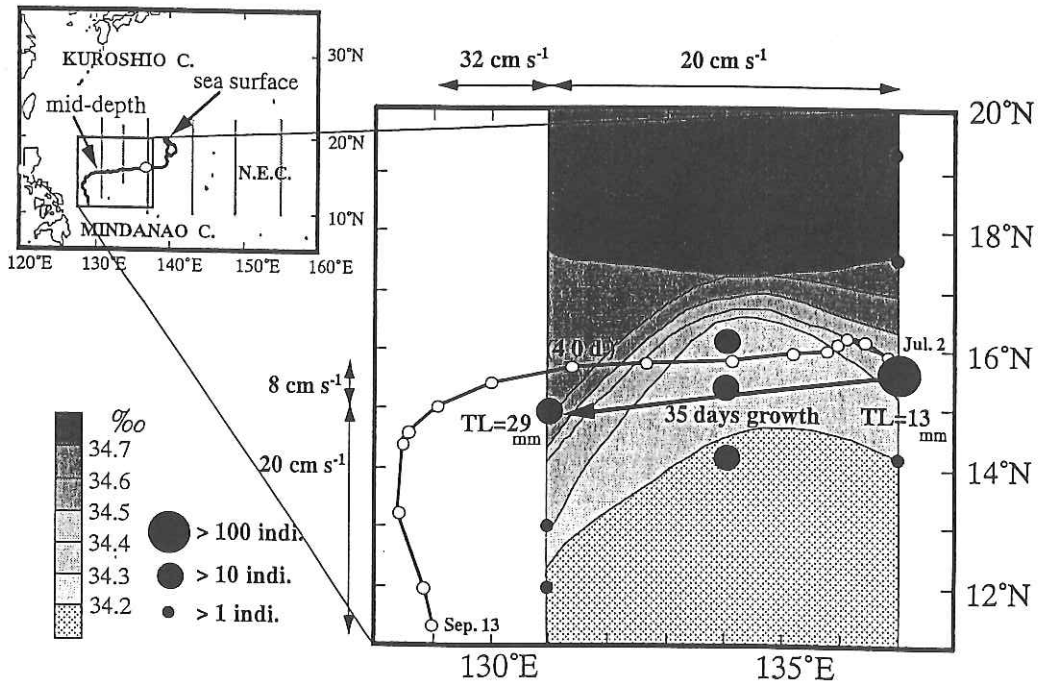 32 cm s⁻¹
20 cm s⁻¹
KUROSHIO C.
sea surface
mid-depth
N.E.C.
MINDANAO C.
30°N
20°N
10°N
120°E
130°E
140°E
150°E
160°E
20°N
18°N
16°N
14°N
12°N
8 cm s⁻¹
20 cm s⁻¹
(40 d.)
Jul. 2
TL=29 mm
35 days growth
TL=13 mm
‰
34.7
34.6
34.5
34.4
34.3
34.2
> 100 indi.
> 10 indi.
> 1 indi.
Sep. 13
130°E
135°E